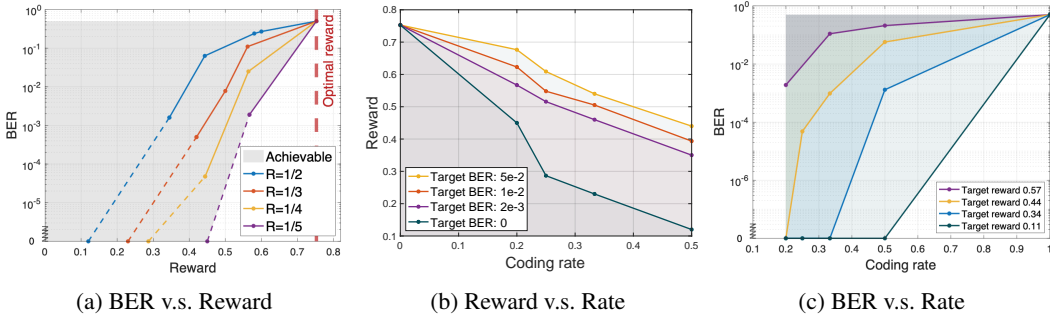 10^0
10^-1
10^-2
10^-3
10^-4
10^-5
0
BER
0 0.1 0.2 0.3 0.4 0.5 0.6 0.7 0.8
Reward
Optimal reward
Achievable
R=1/2
R=1/3
R=1/4
R=1/5
(a) BER v.s. Reward
0.8
0.7
0.6
0.5
0.4
0.3
0.2
0.1
Reward
0 0.1 0.2 0.3 0.4 0.5
Coding rate
Target BER: 5e-2
Target BER: 1e-2
Target BER: 2e-3
Target BER: 0
(b) Reward v.s. Rate
10^0
10^-2
10^-4
10^-6
0
BER
0.1 0.2 0.3 0.4 0.5 0.6 0.7 0.8 0.9 1
Coding rate
Target reward 0.57
Target reward 0.44
Target reward 0.34
Target reward 0.11
(c) BER v.s. Rate